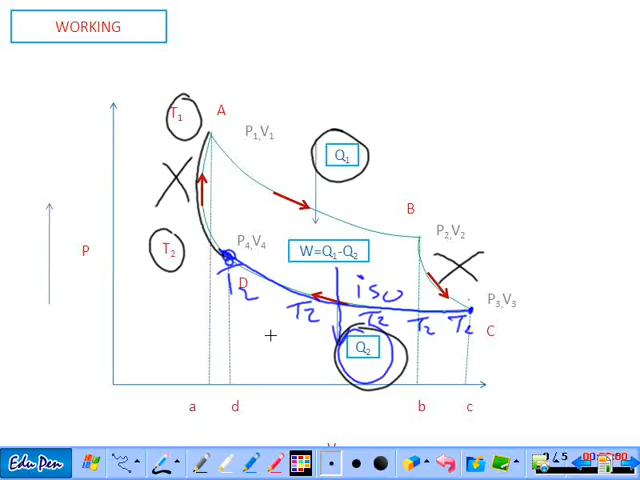 WORKING
T1
A
P1,V1
Q1
B
P2,V2
P
T2
P4,V4
W=Q1-Q2
D
T2
iso
T2
T2
T2
T2
P3,V3
C
Q2
a
d
b
c
Edu Pen
/ 5